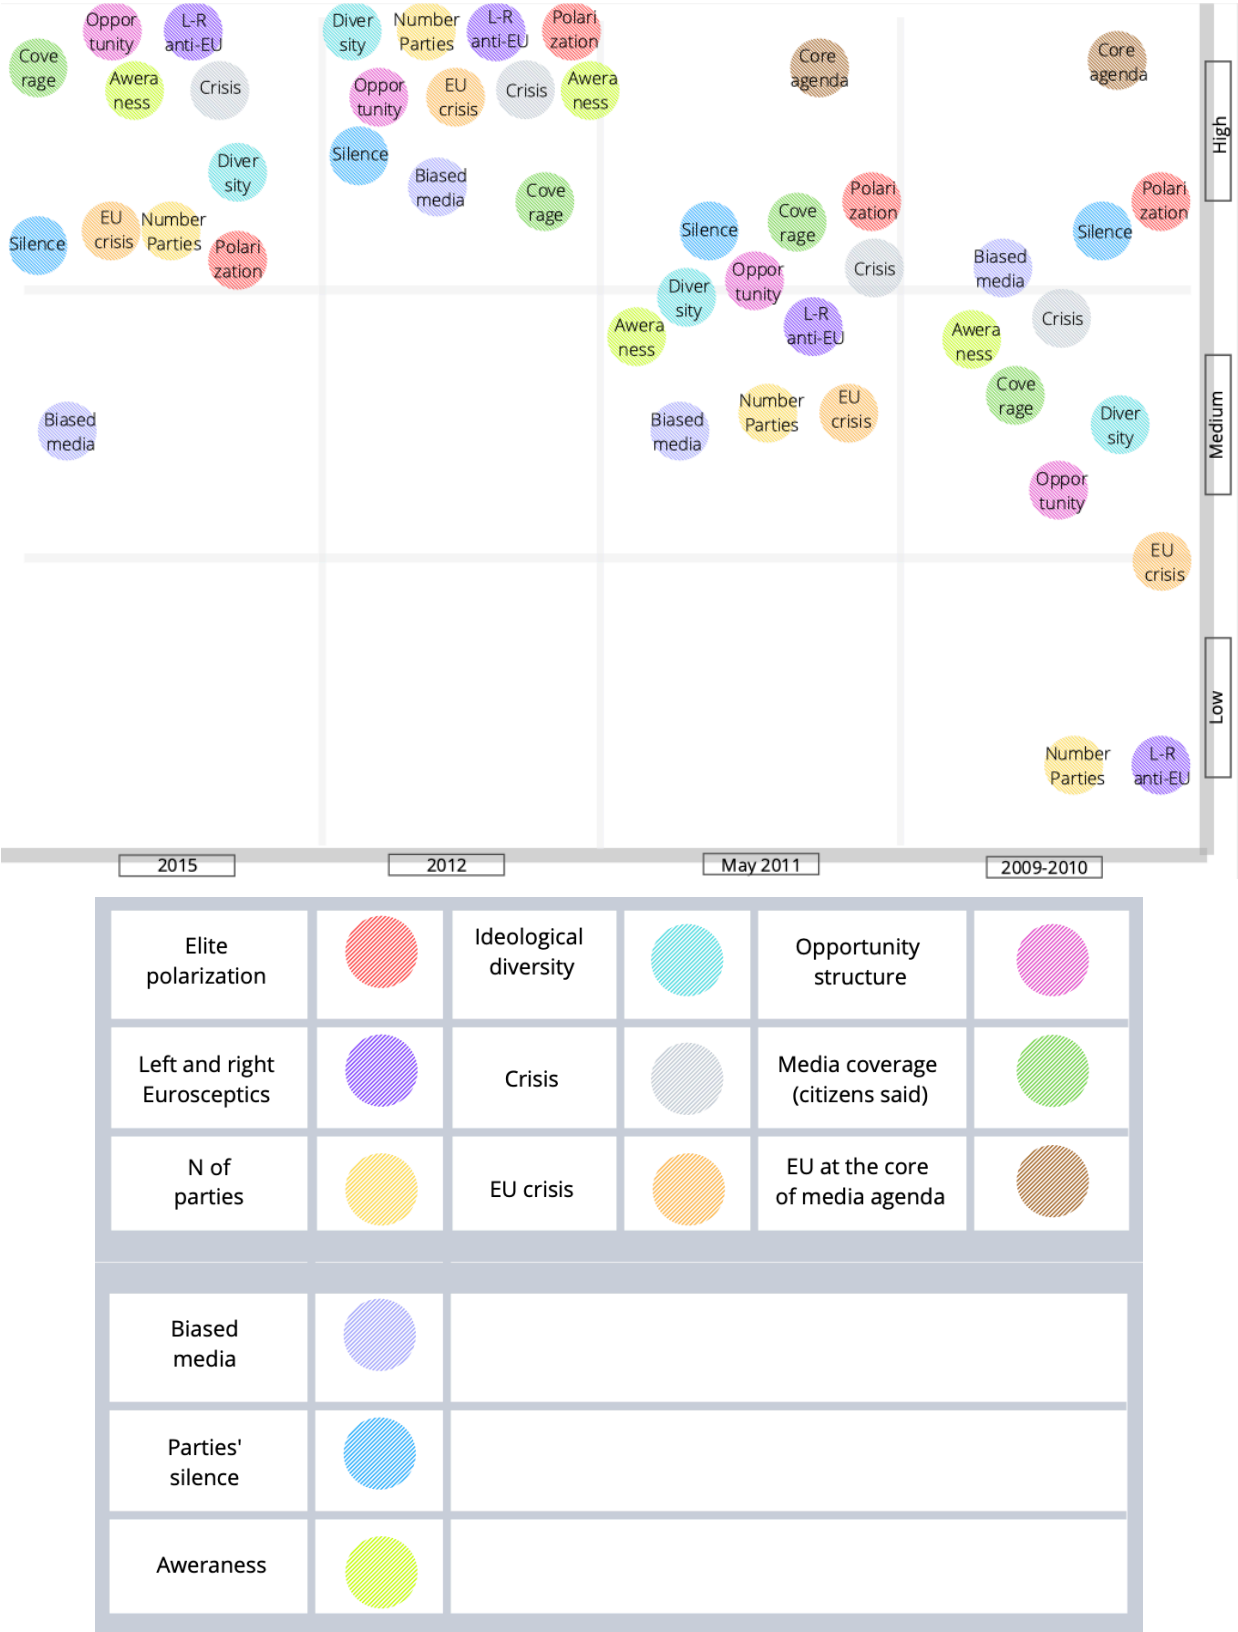 Oppor
tunity
L-R
anti-EU
Cove
rage
Awera
ness
Crisis
Diver
sity
Silence
EU
crisis
Number
Parties
Polari
zation
Biased
media
Diver
sity
Number
Parties
L-R
anti-EU
Polari
zation
Oppor
tunity
EU
crisis
Crisis
Awera
ness
Silence
Biased
media
Cove
rage
Core
agenda
Silence
Cove
rage
Polari
zation
Diver
sity
Oppor
tunity
Crisis
Awera
ness
L-R
anti-EU
Biased
media
Number
Parties
EU
crisis
Core
agenda
Polari
zation
Silence
Biased
media
Crisis
Awera
ness
Cove
rage
Diver
sity
Oppor
tunity
EU
crisis
Number
Parties
L-R
anti-EU
High
Medium
Low
2015
2012
May 2011
2009-2010
Elite
polarization
Ideological
diversity
Opportunity
structure
Left and right
Eurosceptics
Crisis
Media coverage
(citizens said)
N of
parties
EU crisis
EU at the core
of media agenda
Biased
media
Parties'
silence
Aweraness